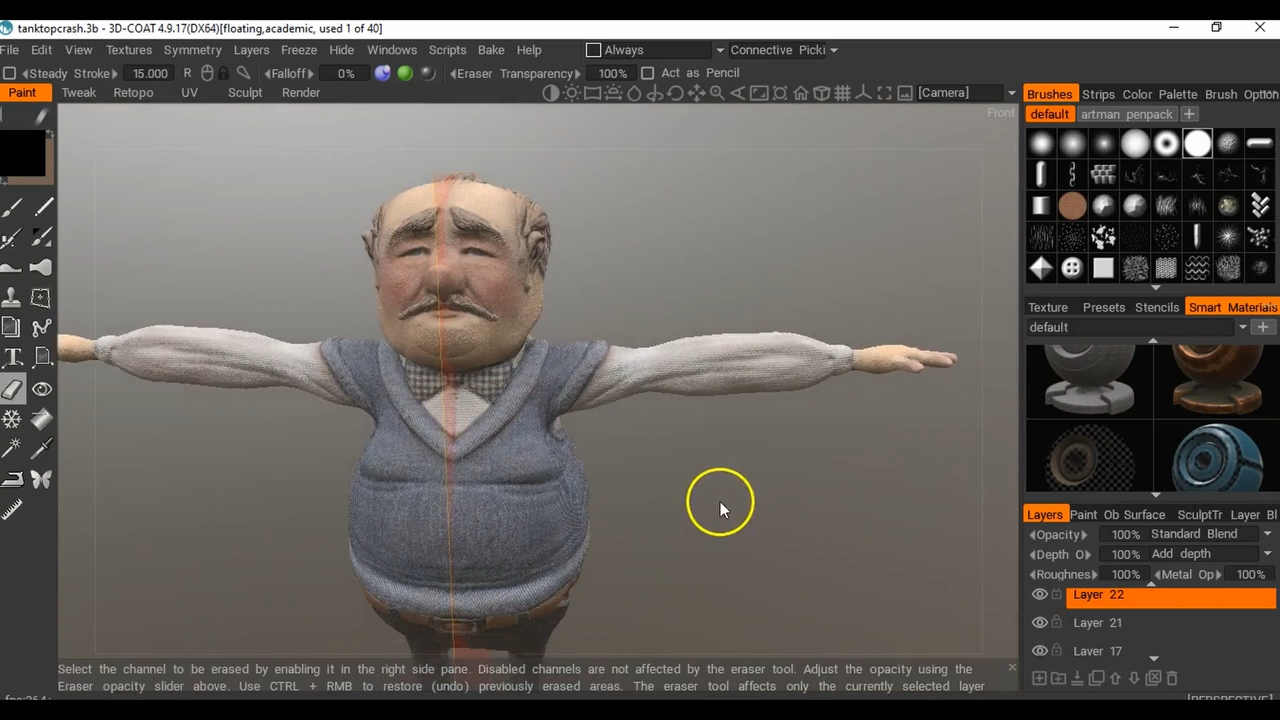 tanktopcrash.3b - 3D-COAT 4.9.17(DX64)[floating,academic, used 1 of 40]
File Edit View Textures Symmetry Layers Freeze Hide Windows Scripts Bake Help Always Connective Picki
Steady Stroke 15.000 R Falloff 0% Eraser Transparency 100% Act as Pencil
Paint Tweak Retopo UV Sculpt Render [Camera] Brushes Strips Color Palette Brush
Front
default artman penpack +
Texture Presets Stencils Smart Materials
default
Layers Paint Ob Surface SculptTr Layer Bl
Opacity 100% Standard Blend
Depth O 100% Add depth
Roughness 100% Metal Op 100%
Layer 22
Layer 21
Layer 17
Select the channel to be erased by enabling it in the right side pane. Disabled channels are not affected by the eraser tool. Adjust the opacity using the
Eraser opacity slider above. Use CTRL + RMB to restore (undo) previously erased areas. The eraser tool affects only the currently selected layer